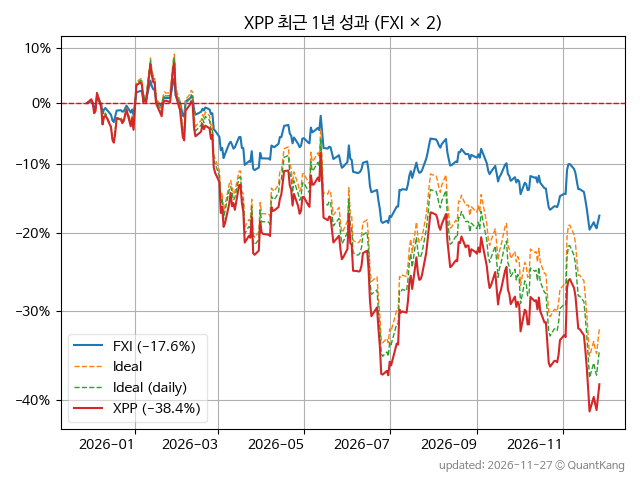 XPP 최근 1년 성과 (FXI × 2)
10%
0%
−10%
−20%
−30%
−40%
FXI (−17.6%)
Ideal
Ideal (daily)
XPP (−38.4%)
2026-01
2026-03
2026-05
2026-07
2026-09
2026-11
updated: 2026-11-27 © QuantKang